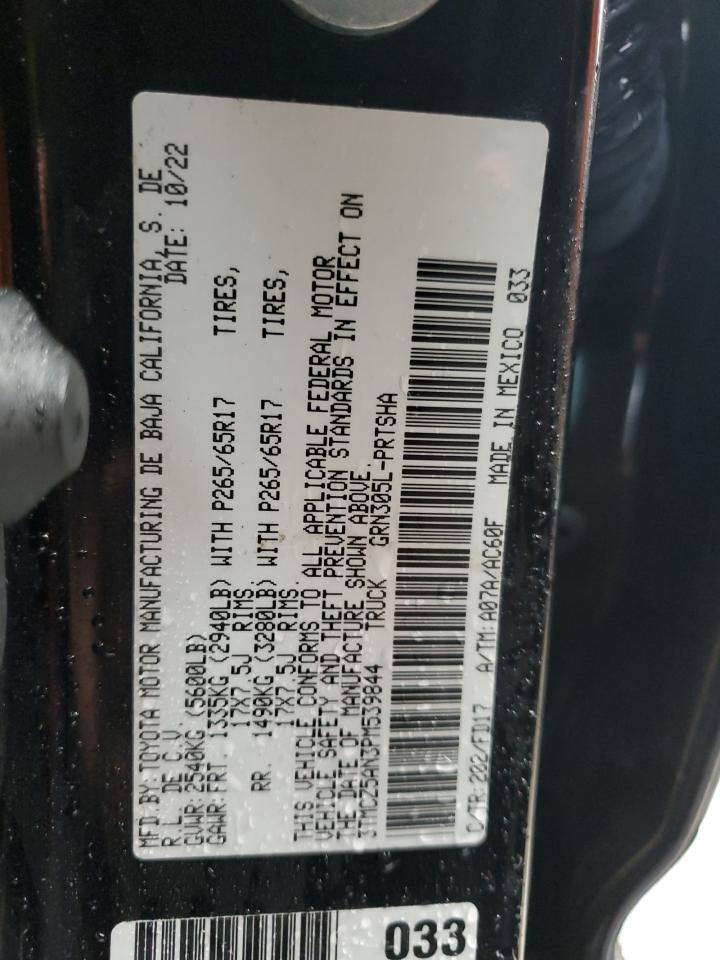 MFD.BY:TOYOTA MOTOR MANUFACTURING DE BAJA CALIFORNIA, S. DE
R.L. DE C.V. DATE: 10/22
GVWR:2540KG (5600LB)
GAWR:FRT. 1335KG (2940LB) WITH P265/65R17 TIRES,
17X7.5J RIMS.
RR. 1490KG (3280LB) WITH P265/65R17 TIRES,
17X7.5J RIMS.
THIS VEHICLE CONFORMS TO ALL APPLICABLE FEDERAL MOTOR
VEHICLE SAFETY AND THEFT PREVENTION STANDARDS IN EFFECT ON
THE DATE OF MANUFACTURE SHOWN ABOVE.
3TMCZ5AN3PM539844 TRUCK GRN305L-PRTSHA
C/TR:202/FD17 A/TM:A07A/AC60F MADE IN MEXICO 033
033